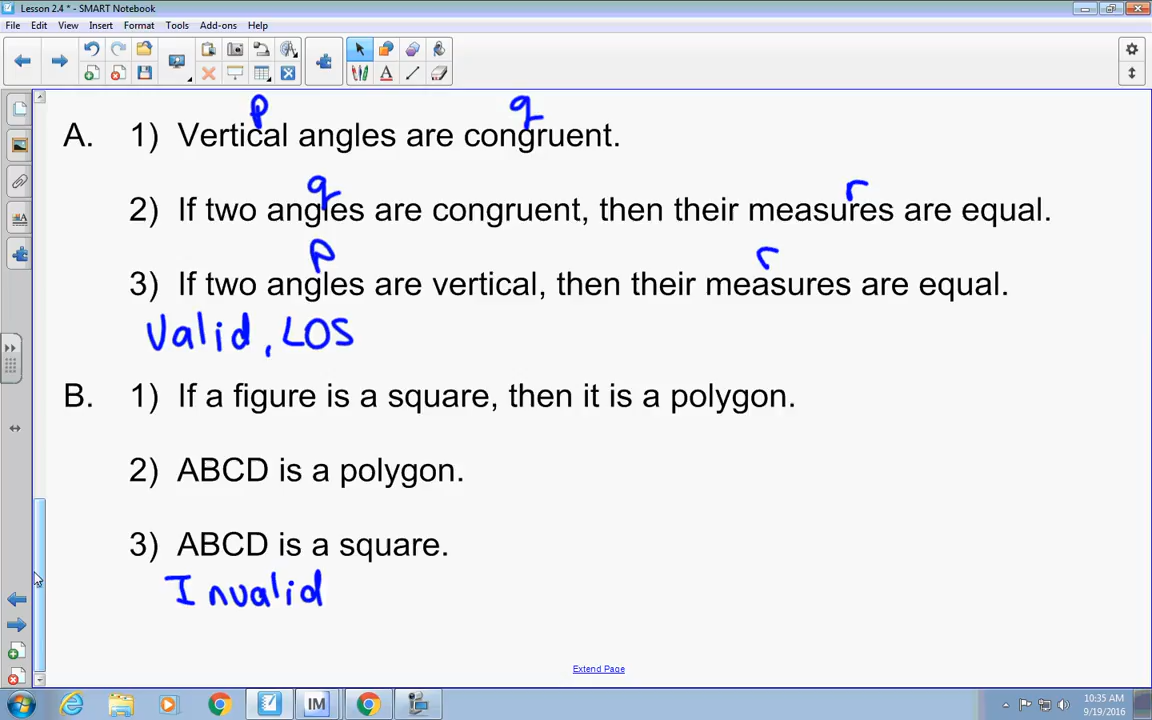 Lesson 2.4 * - SMART Notebook
File Edit View Insert Format Tools Add-ons Help
p q
A. 1) Vertical angles are congruent.
q r
2) If two angles are congruent, then their measures are equal.
p r
3) If two angles are vertical, then their measures are equal.
Valid, LOS
B. 1) If a figure is a square, then it is a polygon.
2) ABCD is a polygon.
3) ABCD is a square.
Invalid
Extend Page
IM
10:35 AM
9/19/2016